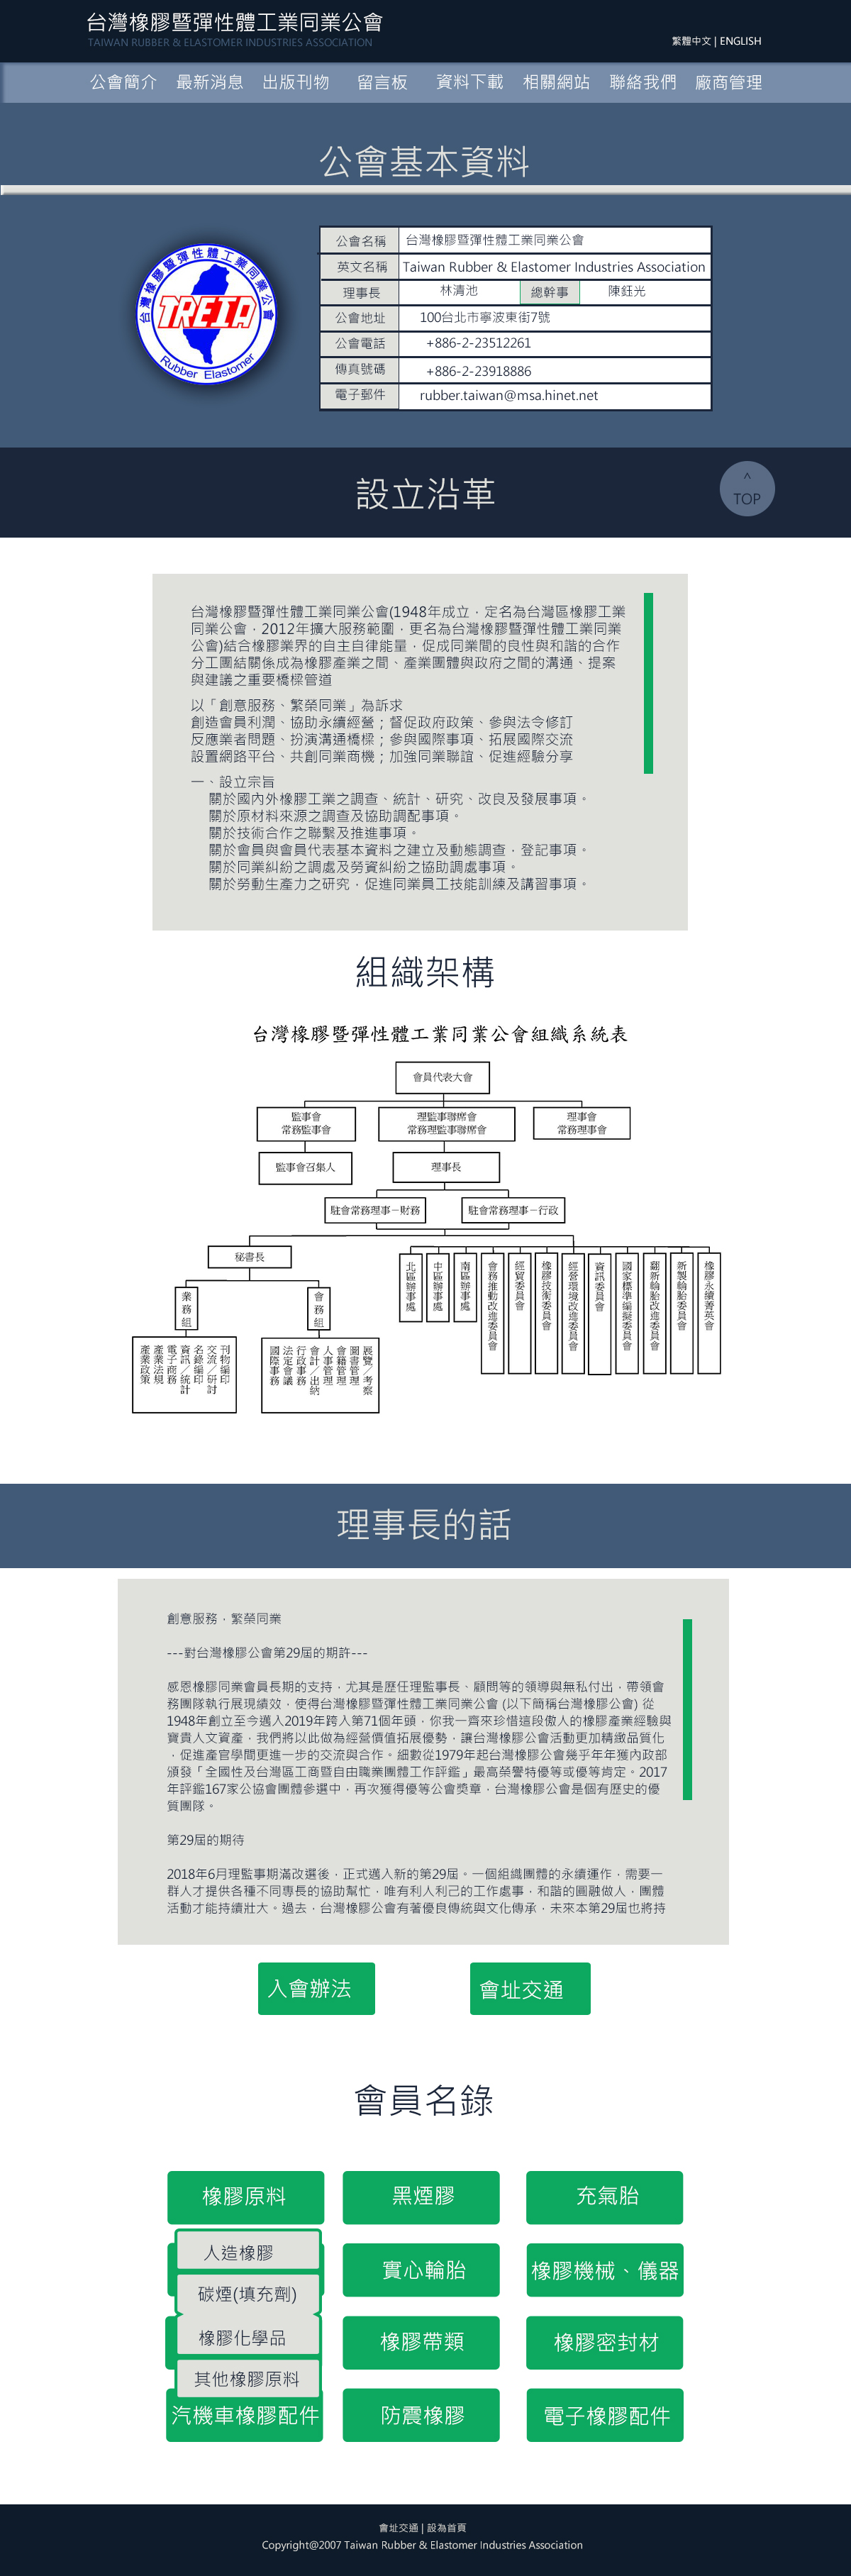 台灣橡膠暨彈性體工業同業公會
TAIWAN RUBBER & ELASTOMER INDUSTRIES ASSOCIATION
繁體中文 | ENGLISH
公會簡介 最新消息 出版刊物 留言板 資料下載 相關網站 聯絡我們 廠商管理
公會基本資料
台灣橡膠暨彈性體工業同業公會
TREIA
Rubber Elastomer
公會名稱 台灣橡膠暨彈性體工業同業公會
英文名稱 Taiwan Rubber & Elastomer Industries Association
理事長 林清池 總幹事 陳鈺光
公會地址 100台北市寧波東街7號
公會電話 +886-2-23512261
傳真號碼 +886-2-23918886
電子郵件 rubber.taiwan@msa.hinet.net
設立沿革
^
TOP
台灣橡膠暨彈性體工業同業公會(1948年成立，定名為台灣區橡膠工業
同業公會，2012年擴大服務範圍，更名為台灣橡膠暨彈性體工業同業
公會)結合橡膠業界的自主自律能量，促成同業間的良性與和諧的合作
分工團結關係成為橡膠產業之間、產業團體與政府之間的溝通、提案
與建議之重要橋樑管道
以「創意服務、繁榮同業」為訴求
創造會員利潤、協助永續經營；督促政府政策、參與法令修訂
反應業者問題、扮演溝通橋樑；參與國際事項、拓展國際交流
設置網路平台、共創同業商機；加強同業聯誼、促進經驗分享
一、設立宗旨
關於國內外橡膠工業之調查、統計、研究、改良及發展事項。
關於原材料來源之調查及協助調配事項。
關於技術合作之聯繫及推進事項。
關於會員與會員代表基本資料之建立及動態調查，登記事項。
關於同業糾紛之調處及勞資糾紛之協助調處事項。
關於勞動生產力之研究，促進同業員工技能訓練及講習事項。
組織架構
台灣橡膠暨彈性體工業同業公會組織系統表
會員代表大會
監事會
常務監事會
理監事聯席會
常務理監事聯席會
理事會
常務理事會
監事會召集人
理事長
駐會常務理事－財務
駐會常務理事－行政
秘書長
北區辦事處
中區辦事處
南區辦事處
會務推動改進委員會
經貿委員會
橡膠技術委員會
經營環境改進委員會
資訊委員會
國家標準編擬委員會
翻新輪胎改進委員會
新製輪胎委員會
橡膠永續菁英會
業務組
會務組
刊物編印
交流／研討
名錄編印
資訊／統計
電子商務
產業法規
產業政策
展覽／考察
圖書管理
會籍管理
人事管理
會計／出納
行政事務
法定會議
國際事務
理事長的話
創意服務，繁榮同業
---對台灣橡膠公會第29屆的期許---
感恩橡膠同業會員長期的支持，尤其是歷任理監事長、顧問等的領導與無私付出，帶領會
務團隊執行展現績效，使得台灣橡膠暨彈性體工業同業公會 (以下簡稱台灣橡膠公會) 從
1948年創立至今邁入2019年跨入第71個年頭，你我一齊來珍惜這段傲人的橡膠產業經驗與
寶貴人文資產，我們將以此做為經營價值拓展優勢，讓台灣橡膠公會活動更加精緻品質化
，促進產官學間更進一步的交流與合作。細數從1979年起台灣橡膠公會幾乎年年獲內政部
頒發「全國性及台灣區工商暨自由職業團體工作評鑑」最高榮譽特優等或優等肯定。2017
年評鑑167家公協會團體參選中，再次獲得優等公會獎章，台灣橡膠公會是個有歷史的優
質團隊。
第29屆的期待
2018年6月理監事期滿改選後，正式邁入新的第29屆。一個組織團體的永續運作，需要一
群人才提供各種不同專長的協助幫忙，唯有利人利己的工作處事，和諧的圓融做人，團體
活動才能持續壯大。過去，台灣橡膠公會有著優良傳統與文化傳承，未來本第29屆也將持
入會辦法 會址交通
會員名錄
橡膠原料 黑煙膠 充氣胎
人造橡膠 實心輪胎 橡膠機械、儀器
碳煙(填充劑)
橡膠化學品 橡膠帶類 橡膠密封材
其他橡膠原料
汽機車橡膠配件 防震橡膠 電子橡膠配件
會址交通 | 設為首頁
Copyright@2007 Taiwan Rubber & Elastomer Industries Association